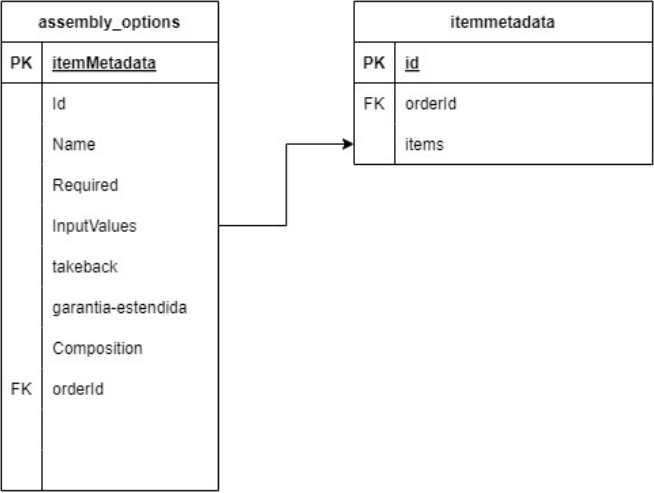 assembly_options
PK itemMetadata
Id
Name
Required
InputValues
takeback
garantia-estendida
Composition
FK orderId
itemmetadata
PK id
FK orderId
items